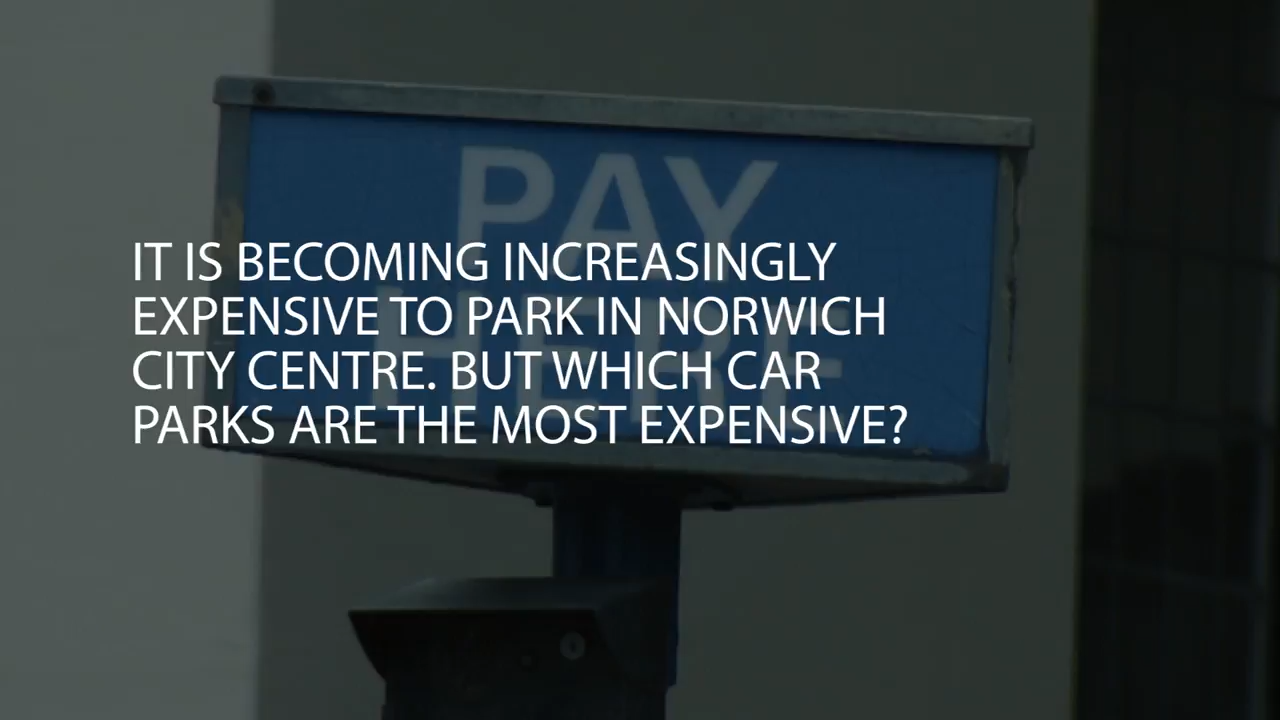 PAY
HERE
IT IS BECOMING INCREASINGLY
EXPENSIVE TO PARK IN NORWICH
CITY CENTRE. BUT WHICH CAR
PARKS ARE THE MOST EXPENSIVE?